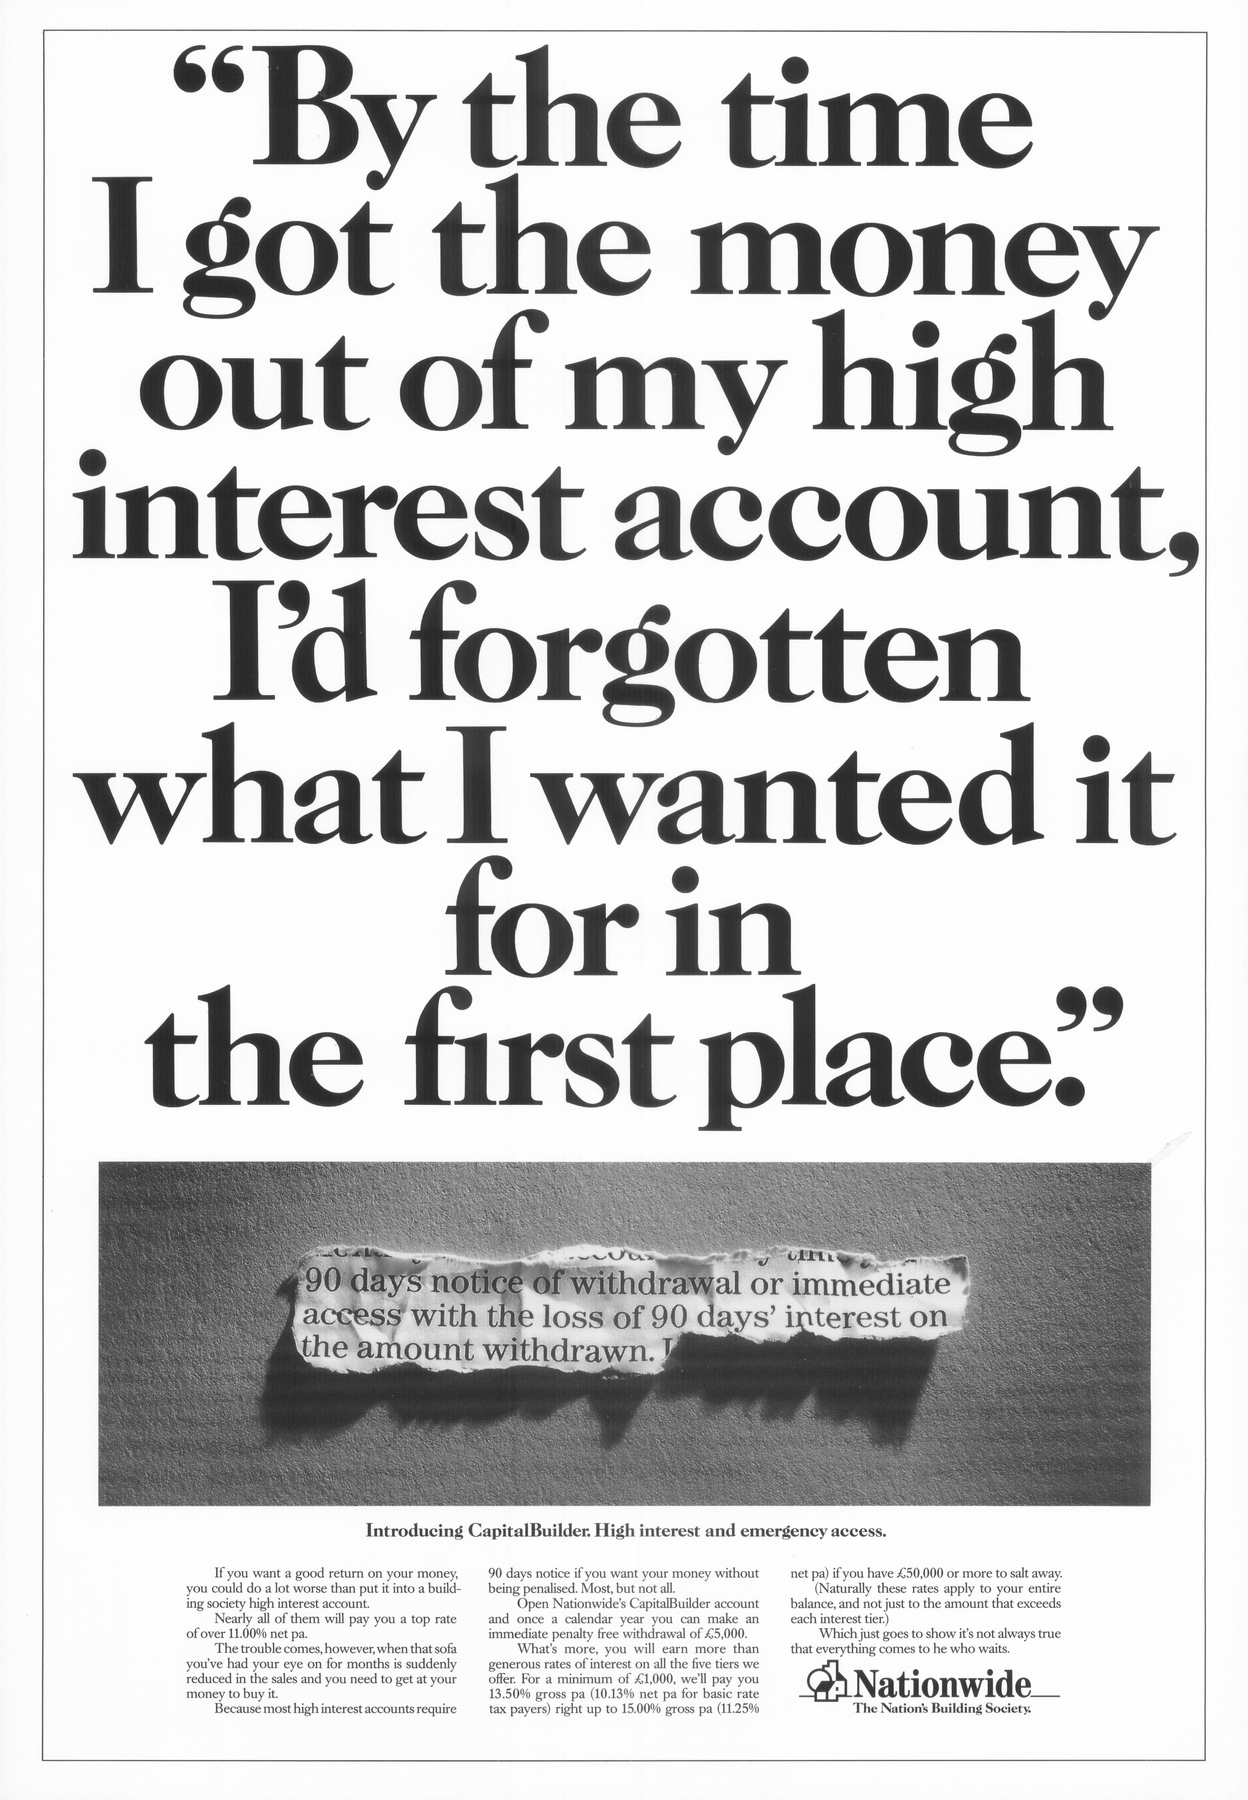 “By the time
I got the money
out of my high
interest account,
I’d forgotten
what I wanted it
for in
the first place.”
90 days notice of withdrawal or immediate
access with the loss of 90 days’ interest on
the amount withdrawn.
Introducing CapitalBuilder. High interest and emergency access.
If you want a good return on your money,
you could do a lot worse than put it into a build-
ing society high interest account.
Nearly all of them will pay you a top rate
of over 11.00% net pa.
The trouble comes, however, when that sofa
you’ve had your eye on for months is suddenly
reduced in the sales and you need to get at your
money to buy it.
Because most high interest accounts require
90 days notice if you want your money without
being penalised. Most, but not all.
Open Nationwide’s CapitalBuilder account
and once a calendar year you can make an
immediate penalty free withdrawal of £5,000.
What’s more, you will earn more than
generous rates of interest on all the five tiers we
offer. For a minimum of £1,000, we’ll pay you
13.50% gross pa (10.13% net pa for basic rate
tax payers) right up to 15.00% gross pa (11.25%
net pa) if you have £50,000 or more to salt away.
(Naturally these rates apply to your entire
balance, and not just to the amount that exceeds
each interest tier.)
Which just goes to show it’s not always true
that everything comes to he who waits.
Nationwide
The Nation’s Building Society.